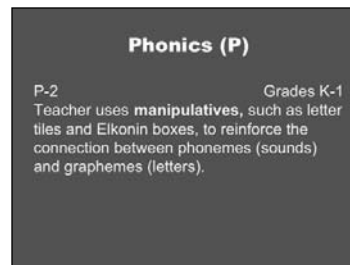 Phonics (P)
P-2 Grades K-1
Teacher uses manipulatives, such as letter
tiles and Elkonin boxes, to reinforce the
connection between phonemes (sounds)
and graphemes (letters).